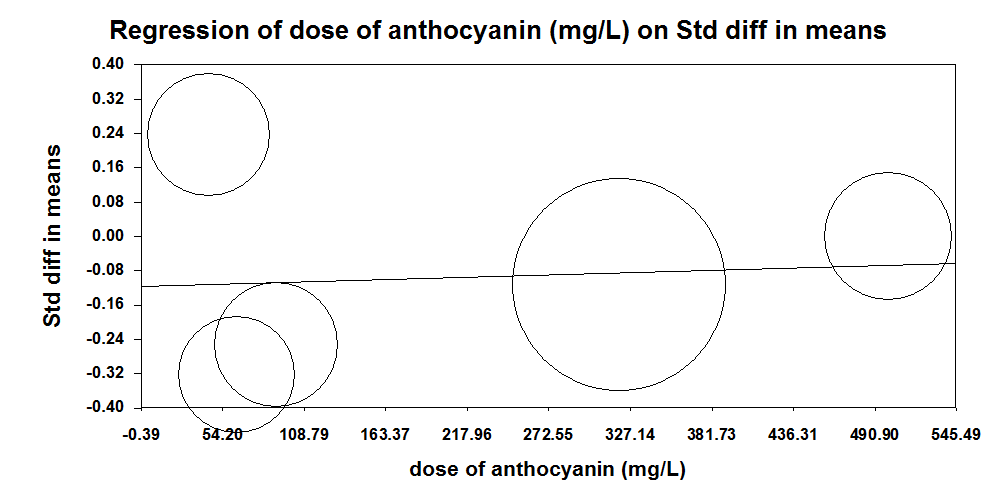 Regression of dose of anthocyanin (mg/L) on Std diff in means
0.40
0.32
0.24
0.16
0.08
0.00
-0.08
-0.16
-0.24
-0.32
-0.40
Std diff in means
-0.39 54.20 108.79 163.37 217.96 272.55 327.14 381.73 436.31 490.90 545.49
dose of anthocyanin (mg/L)